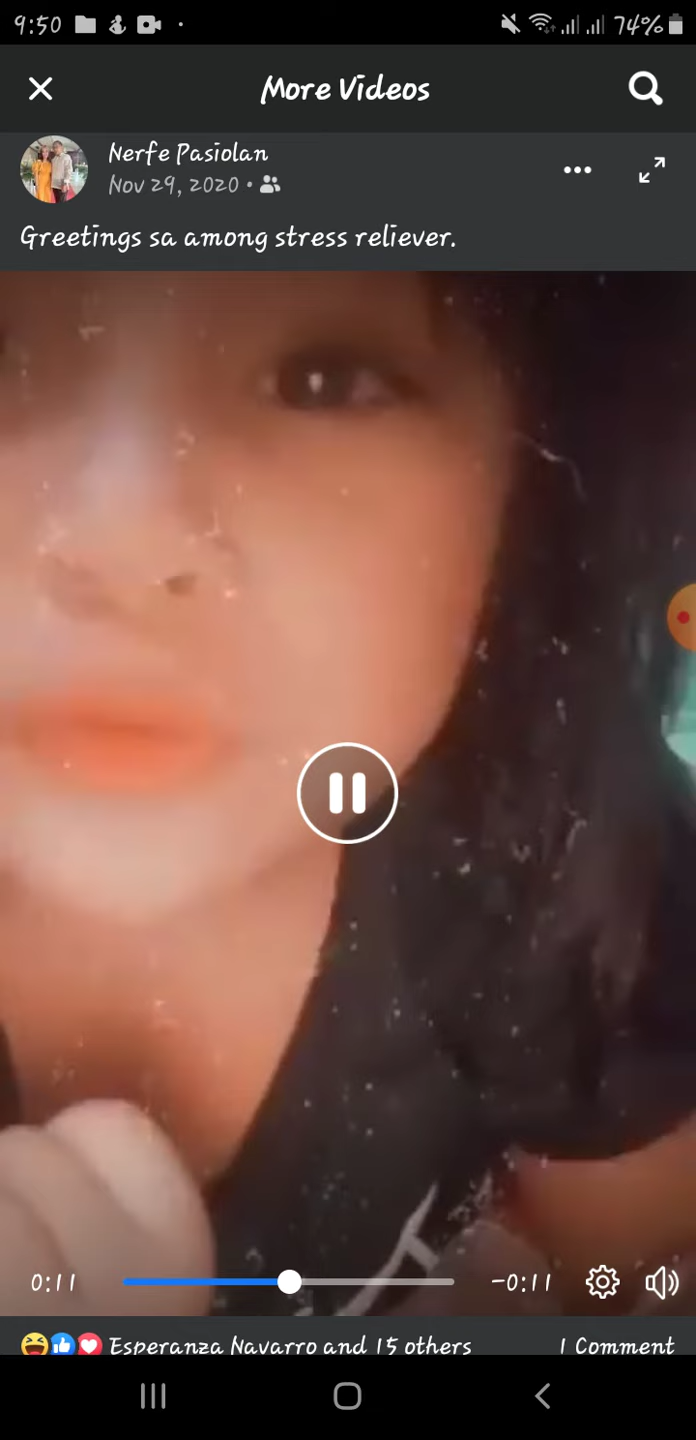 9:50 74%
More Videos
Nerfe Pasiolan
Nov 29, 2020 •
Greetings sa among stress reliever.
0:11 -0:11
Esperanza Navarro and 15 others 1 Comment